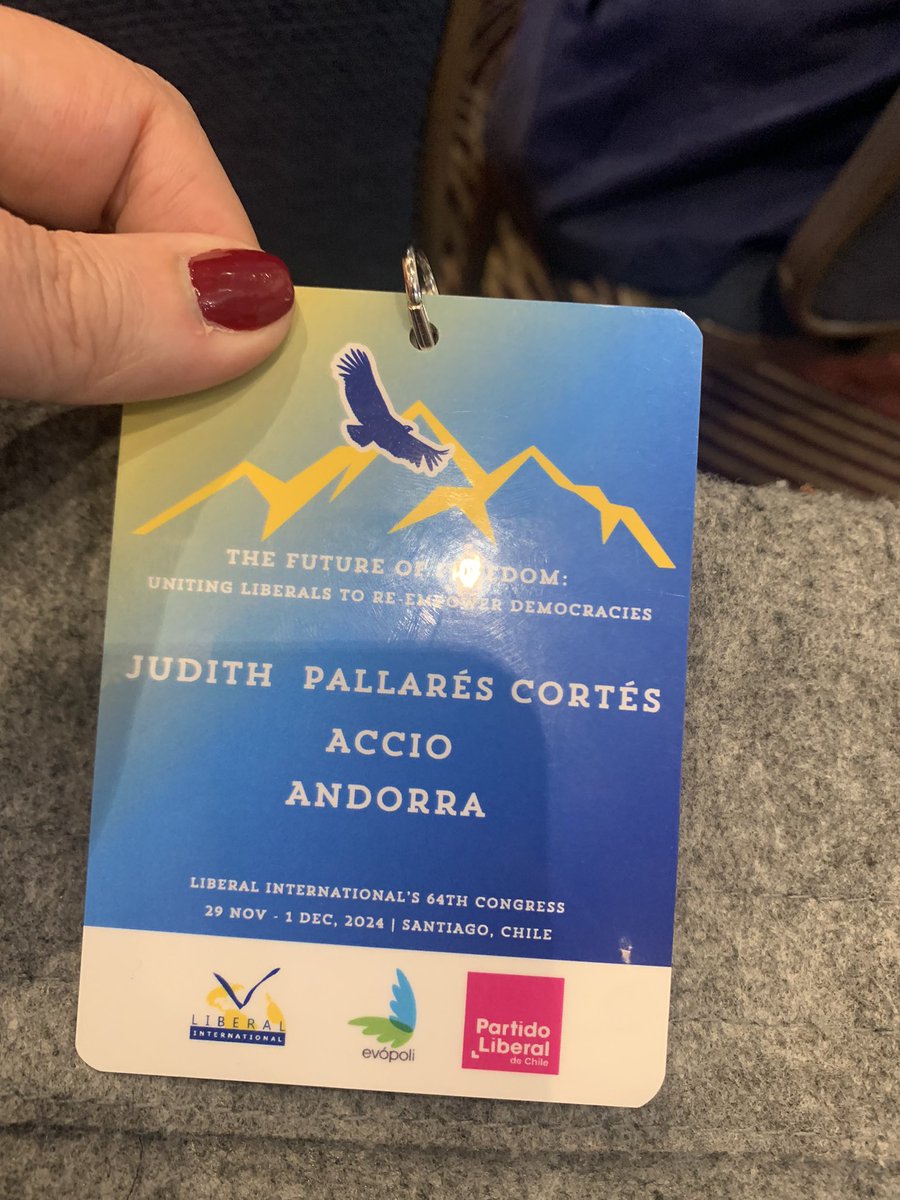 THE FUTURE OF FREEDOM:
UNITING LIBERALS TO RE-EMPOWER DEMOCRACIES
JUDITH PALLARÉS CORTÉS
ACCIO
ANDORRA
LIBERAL INTERNATIONAL'S 64TH CONGRESS
29 NOV - 1 DEC, 2024 | SANTIAGO, CHILE
LIBERAL
INTERNATIONAL
evópoli
Partido
Liberal
de Chile